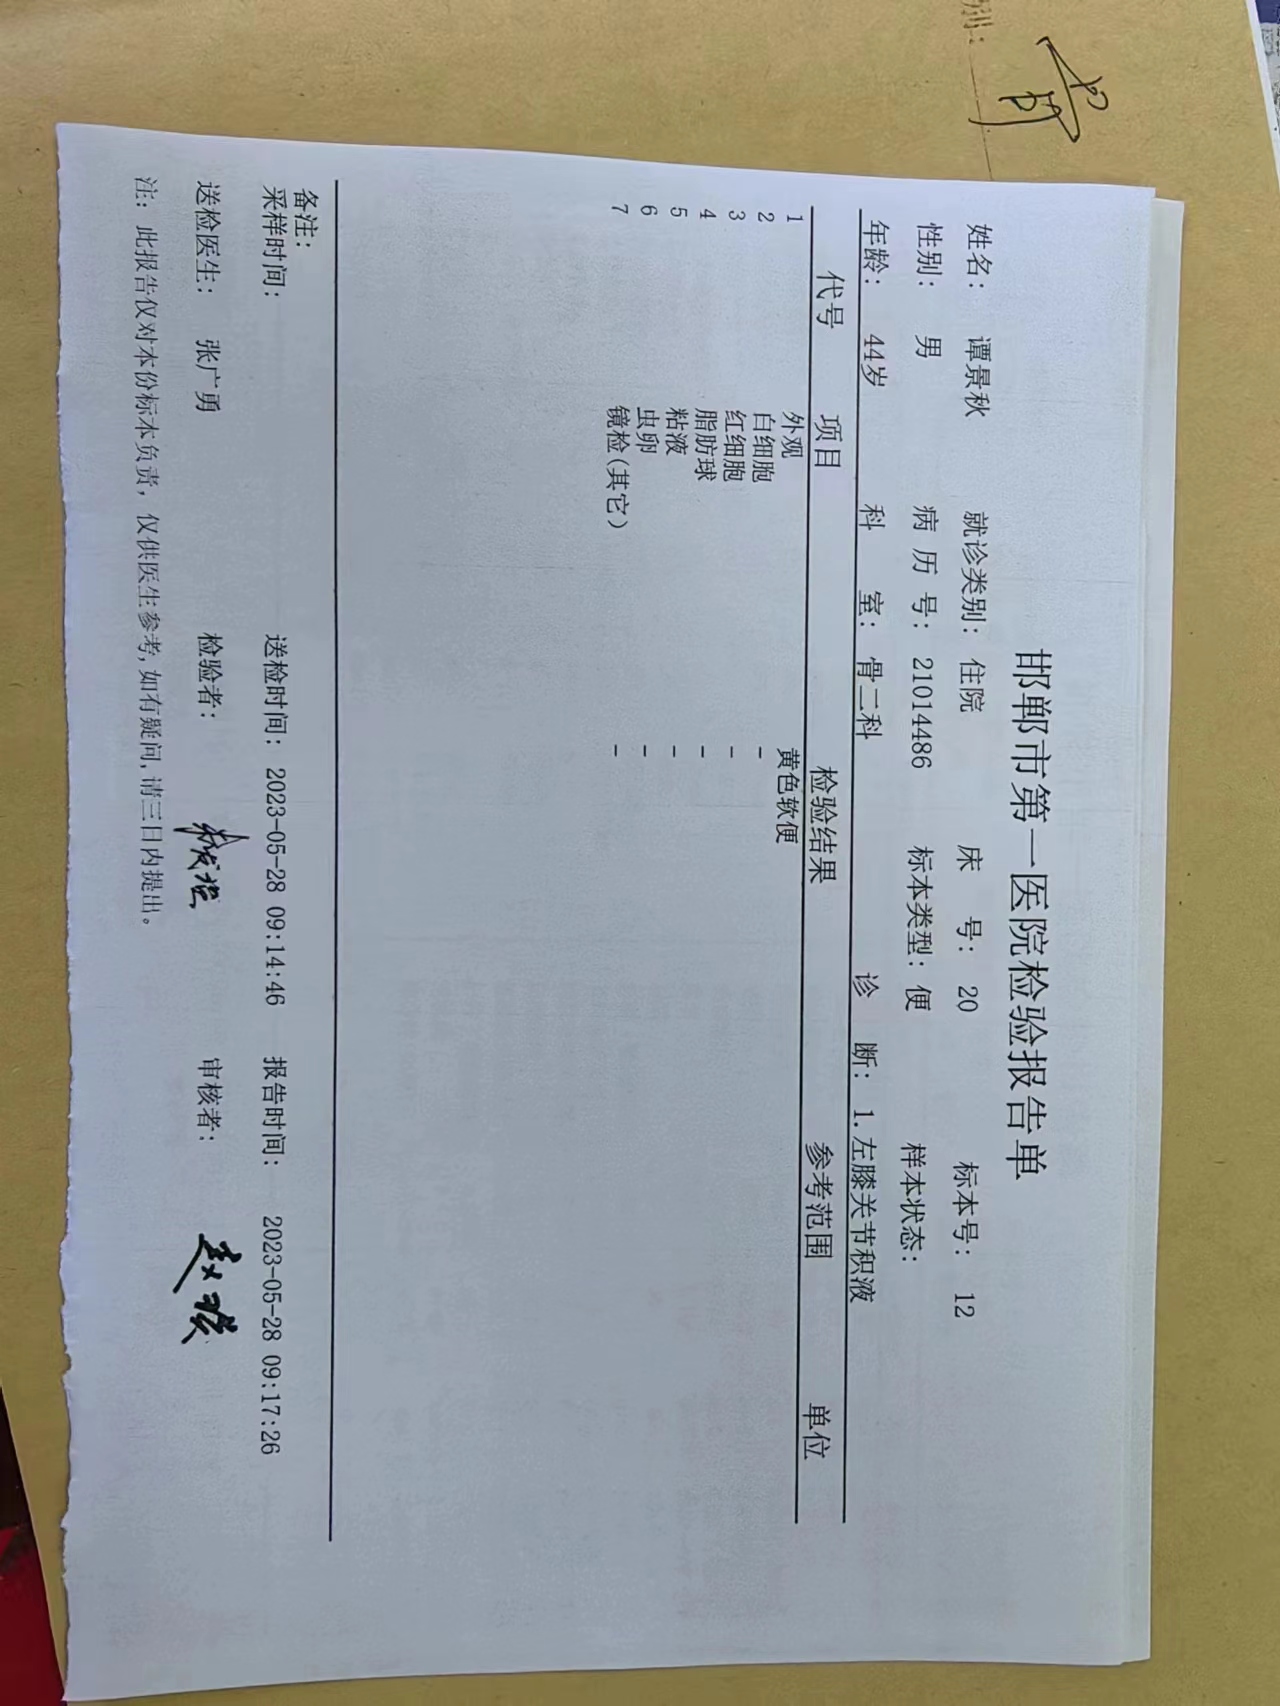 别:
邯郸市第一医院检验报告单
姓名: 谭景秋 就诊类别: 住院 床 号: 20 标本号: 12
性别: 男 病 历 号: 21014486 标本类型: 便 样本状态:
年龄: 44岁 科 室: 骨二科 诊 断: 1.左膝关节积液
代号 项目 检验结果 参考范围 单位
1 外观 黄色软便
2 白细胞 -
3 红细胞 -
4 脂肪球 -
5 粘液 -
6 虫卵 -
7 镜检(其它) -
备注:
采样时间: 送检时间: 2023-05-28 09:14:46 报告时间: 2023-05-28 09:17:26
送检医生: 张广勇 检验者: 审核者:
注: 此报告仅对本份标本负责, 仅供医生参考,如有疑问,请三日内提出。